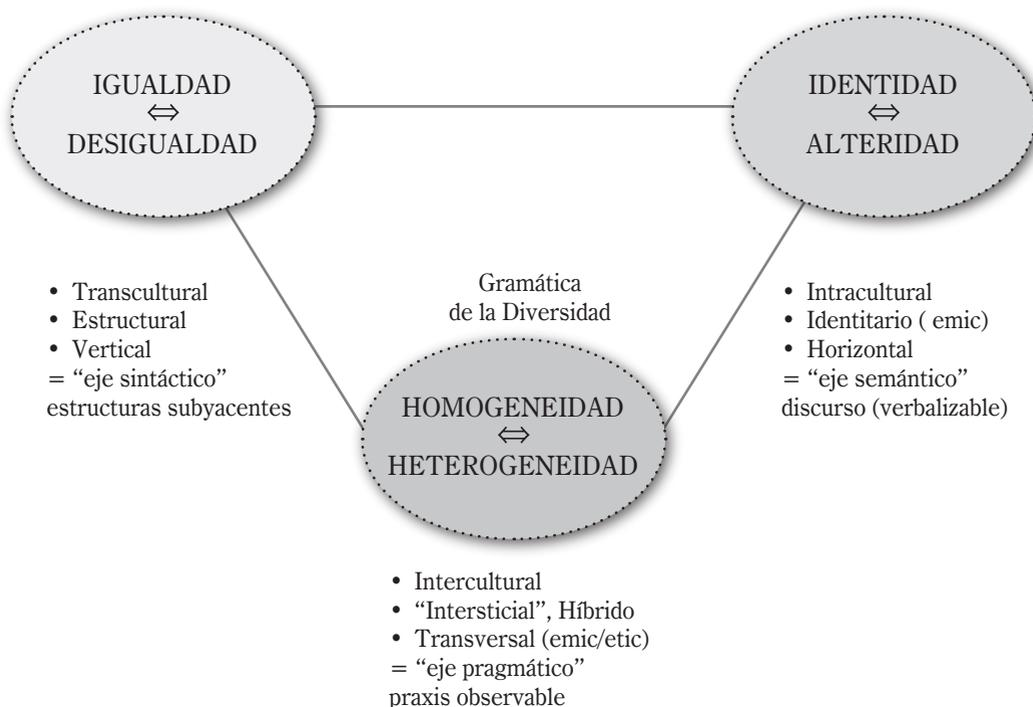 IGUALDAD
⇔
DESIGUALDAD
IDENTIDAD
⇔
ALTERIDAD
• Transcultural
• Estructural
• Vertical
= “eje sintáctico”
estructuras subyacentes
Gramática
de la Diversidad
• Intracultural
• Identitario ( emic)
• Horizontal
= “eje semántico”
discurso (verbalizable)
HOMOGENEIDAD
⇔
HETEROGENEIDAD
• Intercultural
• “Intersticial”, Híbrido
• Transversal (emic/etic)
= “eje pragmático”
praxis observable